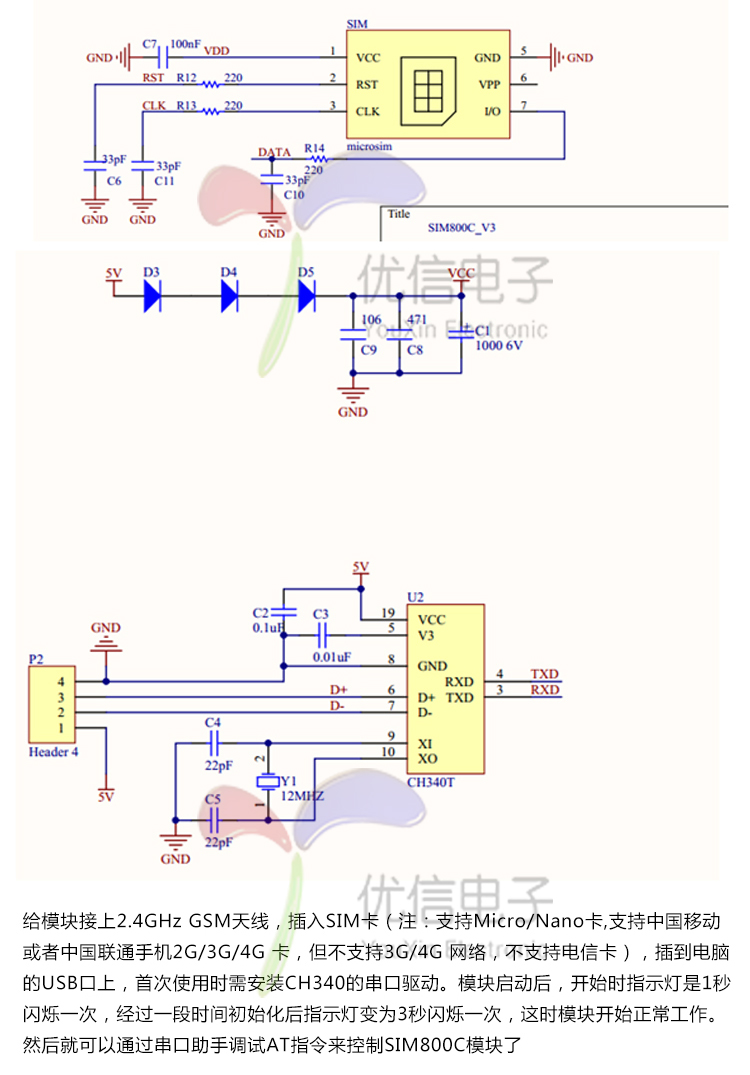 SIM
C7 100nF VDD 1 VCC GND 5 GND
GND
RST R12 220 2 RST VPP 6
CLK R13 220 3 CLK I/O 7
microsim
DATA R14
220
33pF C6
33pF C11
33pF C10
GND GND GND
Title
SIM800C_V3
优信电子
YouXin Electronic
5V D3 D4 D5 VCC
106 471 C1
C9 C8 1000 6V
GND
5V
U2
C2 19 VCC
0.1uF C3 5 V3
0.01uF
GND 8 GND
P2
4 RXD 4 TXD
3 D+ 6 D+ TXD 3 RXD
2 D- 7 D-
1
Header 4
C4 9 XI
22pF 10 XO
2 Y1
1 12MHZ
CH340T
5V
C5
22pF
GND
优信电子
YouXin Electronic
给模块接上2.4GHz GSM天线，插入SIM卡（注：支持Micro/Nano卡,支持中国移动
或者中国联通手机2G/3G/4G 卡，但不支持3G/4G 网络，不支持电信卡），插到电脑
的USB口上，首次使用时需安装CH340的串口驱动。模块启动后，开始时指示灯是1秒
闪烁一次，经过一段时间初始化后指示灯变为3秒闪烁一次，这时模块开始正常工作。
然后就可以通过串口助手调试AT指令来控制SIM800C模块了